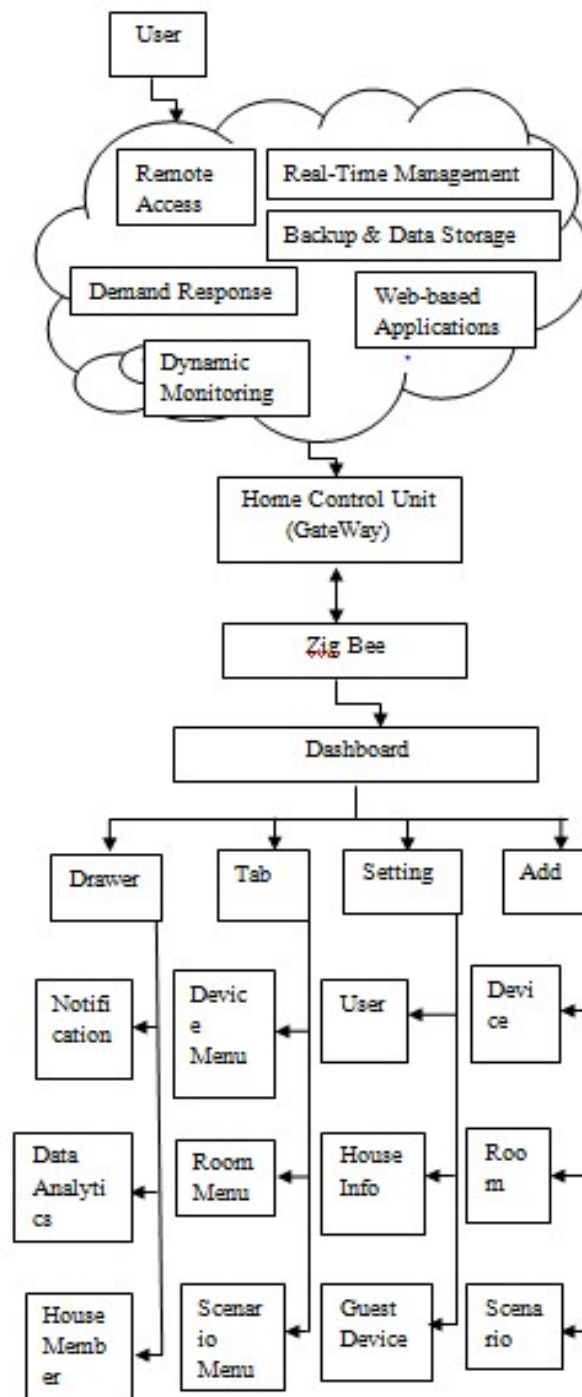 User
Remote
Access
Real-Time Management
Backup & Data Storage
Demand Response
Web-based
Applications
Dynamic
Monitoring
Home Control Unit
(GateWay)
Zig Bee
Dashboard
Drawer
Tab
Setting
Add
Notifi
cation
Devic
e
Menu
User
Devi
ce
Data
Analyti
cs
Room
Menu
House
Info
Roo
m
House
Memb
er
Scenar
io
Menu
Guest
Device
Scena
rio